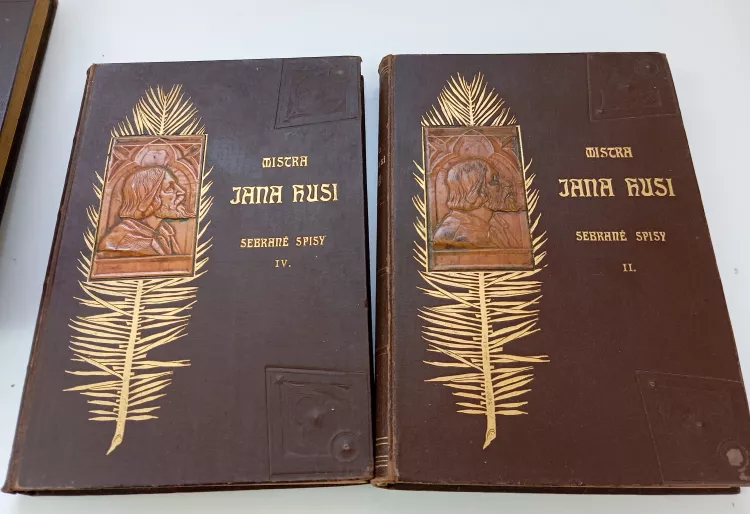 MISTRA
JANA HUSI
SEBRANÉ SPISY
IV.
MISTRA
JANA HUSI
SEBRANÉ SPISY
II.